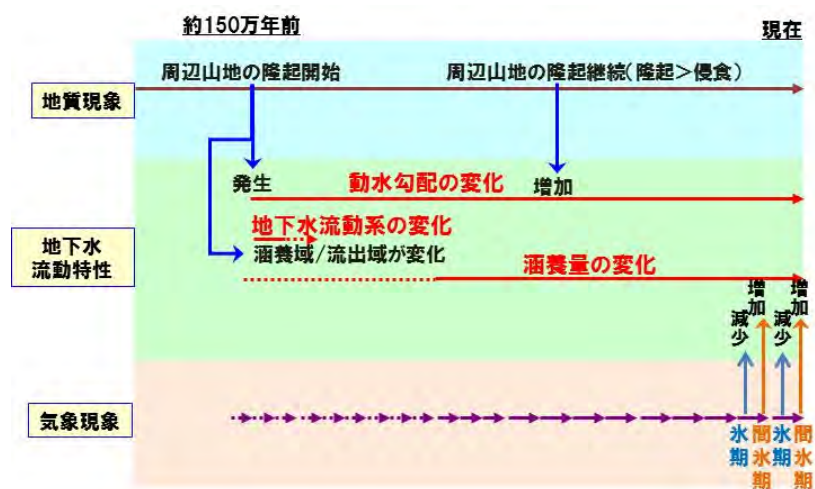 約150万年前
現在
周辺山地の隆起開始
周辺山地の隆起継続(隆起>侵食)
地質現象
発生
動水勾配の変化
増加
地下水流動系の変化
涵養域/流出域が変化
地下水
流動特性
涵養量の変化
減少
増加
減少
増加
気象現象
氷期
間氷期
氷期
間氷期